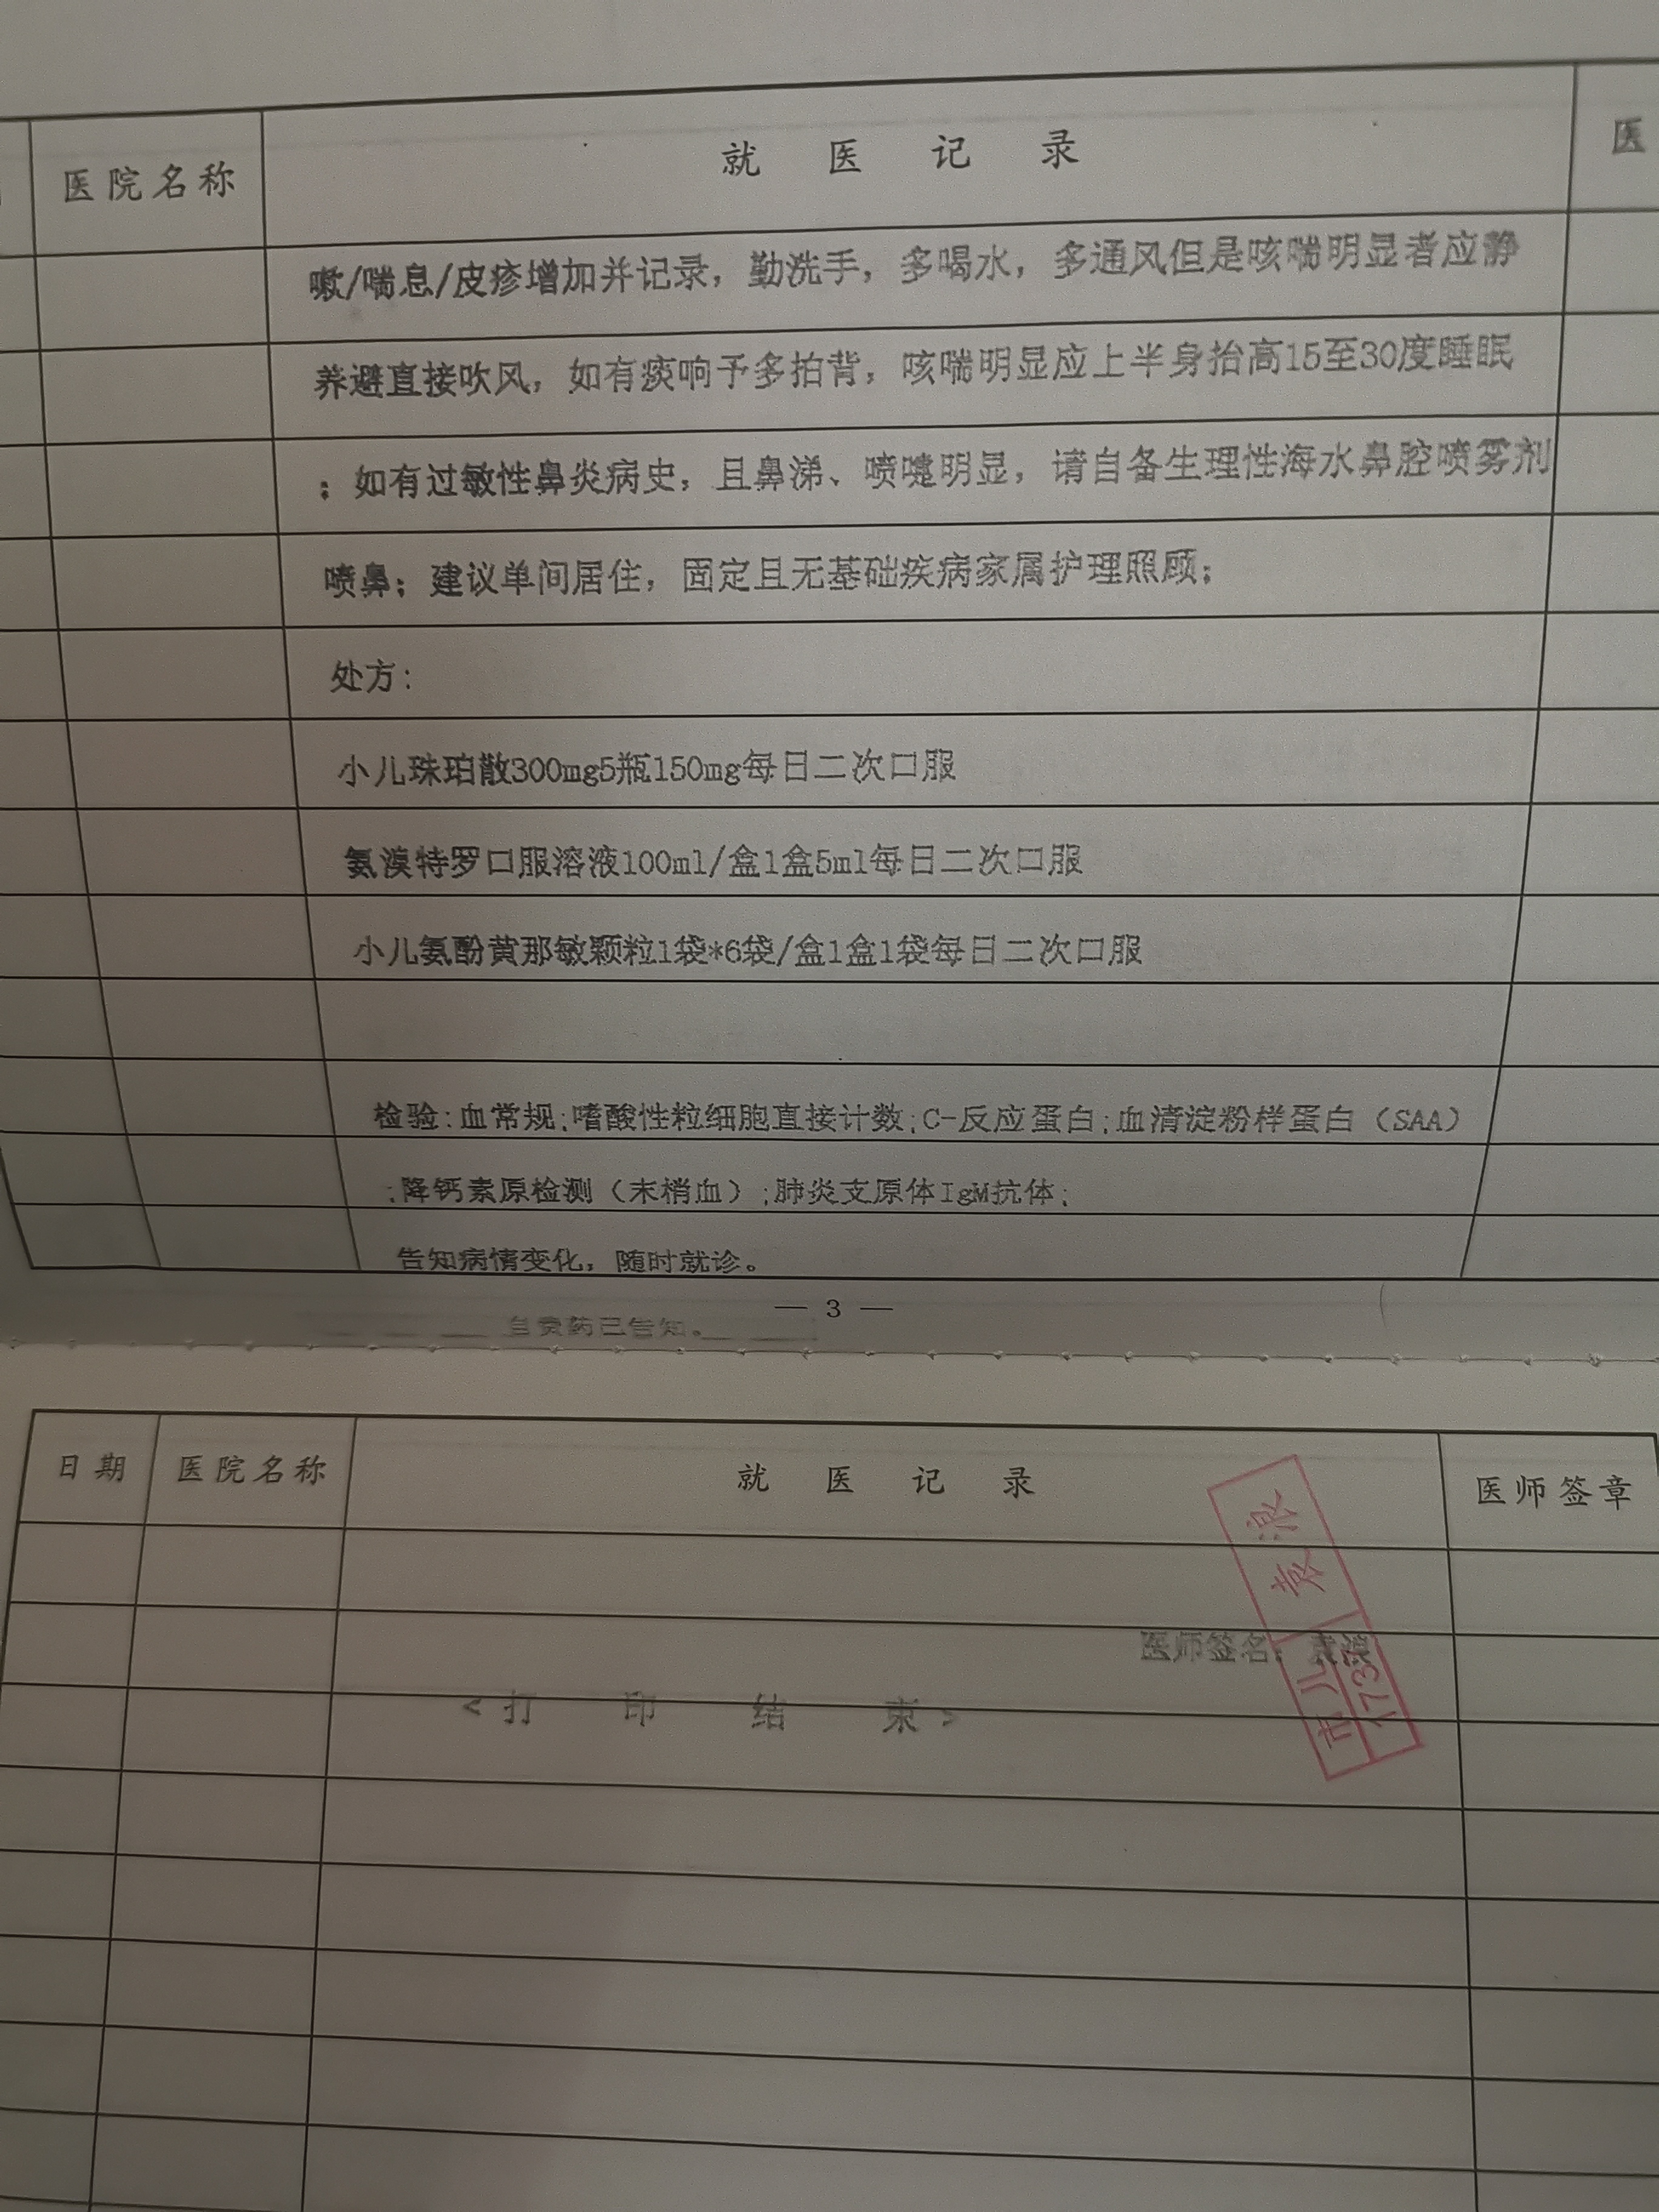 医院名称 就医记录 医
嗽/喘息/皮疹增加并记录，勤洗手，多喝水，多通风但是咳喘明显者应静
养避直接吹风，如有痰响予多拍背，咳喘明显应上半身抬高15至30度睡眠
；如有过敏性鼻炎病史，且鼻涕、喷嚏明显，请自备生理性海水鼻腔喷雾剂
喷鼻；建议单间居住，固定且无基础疾病家属护理照顾；
处方：
小儿珠珀散300mg5瓶150mg每日二次口服
氨溴特罗口服溶液100ml/盒1盒5ml每日二次口服
小儿氨酚黄那敏颗粒1袋*6袋/盒1盒1袋每日二次口服
检验:血常规;嗜酸性粒细胞直接计数;C-反应蛋白;血清淀粉样蛋白（SAA）
;降钙素原检测（末梢血）;肺炎支原体IgM抗体;
告知病情变化，随时就诊。
— 3 —
自费药已告知。
日期 医院名称 就医记录 医师签章
医师签名：袁浪
<打印结束>
袁浪
市儿
1737